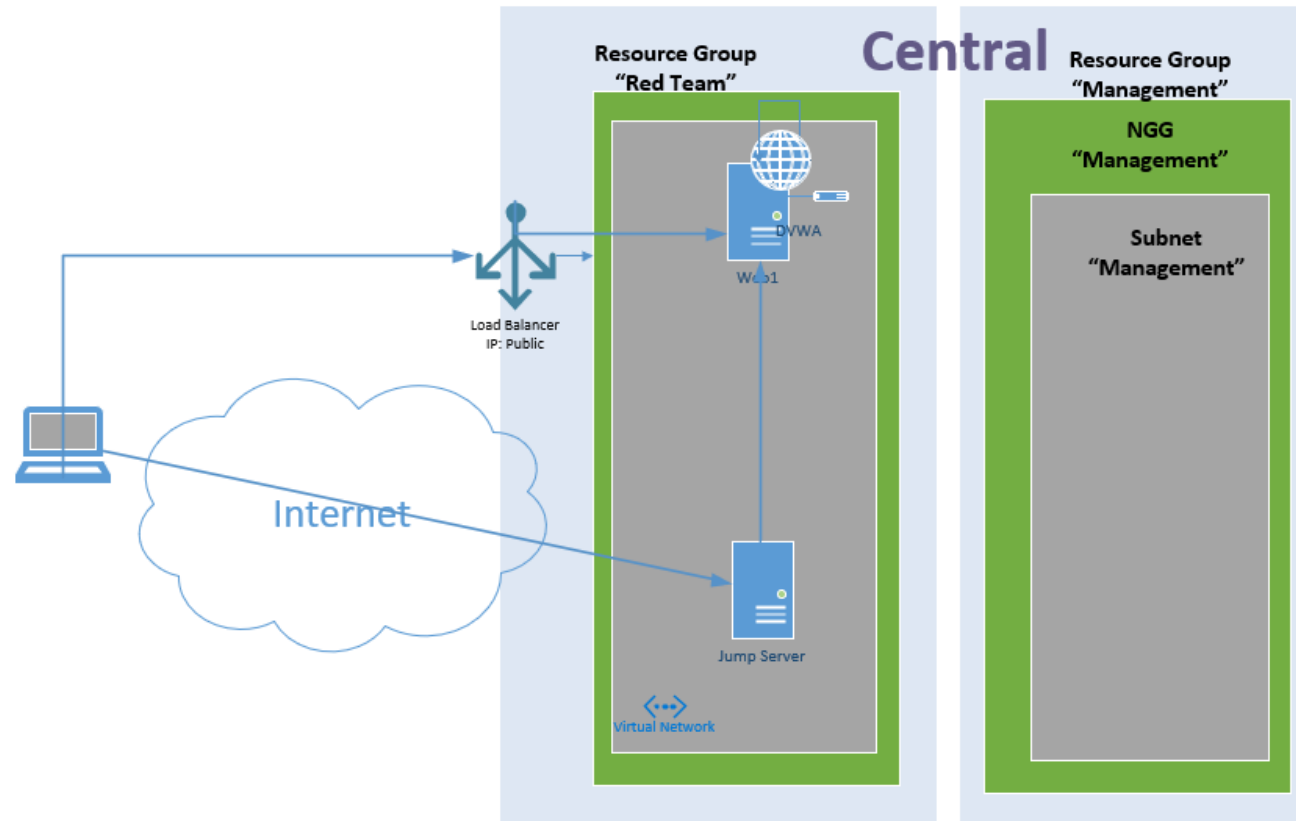 Central
Resource Group
“Red Team”
Resource Group
“Management”
NGG
“Management”
DVWA
Web1
Subnet
“Management”
Load Balancer
IP: Public
Internet
Jump Server
Virtual Network